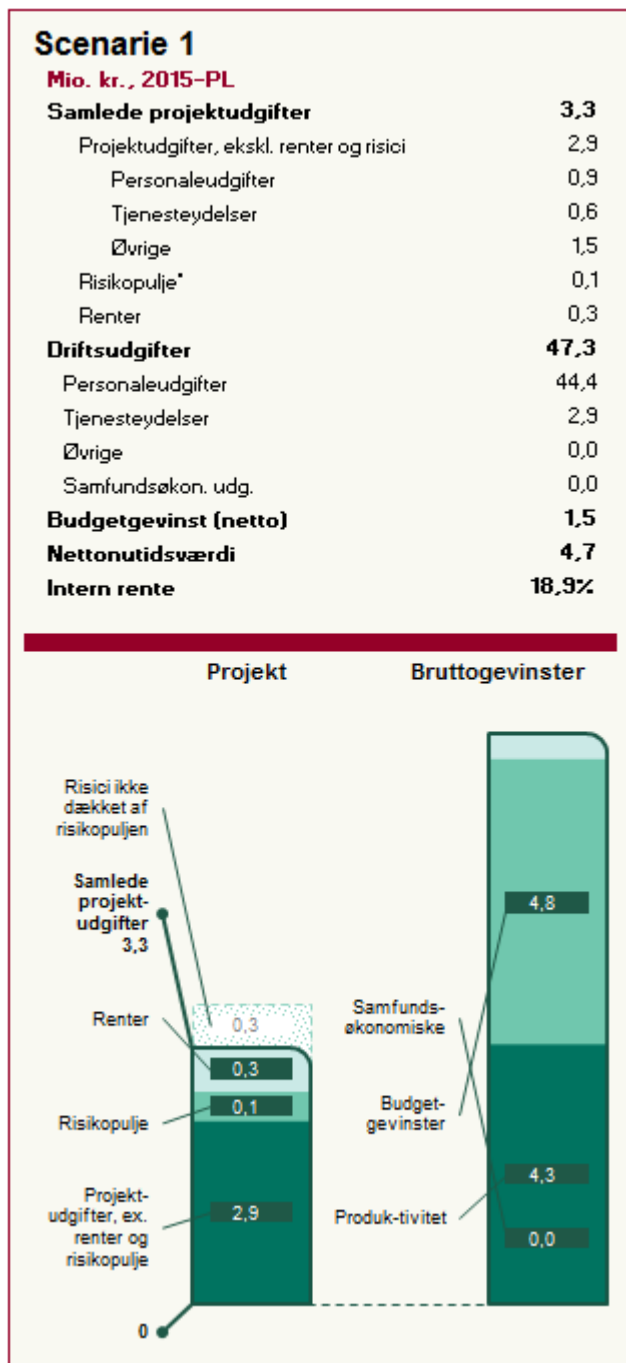 Scenarie 1
Mio. kr., 2015-PL
Samlede projektudgifter 3,3
Projektudgifter, ekskl. renter og risici 2,9
Personaleudgifter 0,9
Tjenesteydelser 0,6
Øvrige 1,5
Risikopulje* 0,1
Renter 0,3
Driftsudgifter 47,3
Personaleudgifter 44,4
Tjenesteydelser 2,9
Øvrige 0,0
Samfundsøkon. udg. 0,0
Budgetgevinst (netto) 1,5
Nettonutidsværdi 4,7
Intern rente 18,9%
Projekt Bruttogevinster
Risici ikke
dækket af
risikopuljen
Samlede
projekt-
udgifter
3,3
0,3
Renter
0,3
0,1
Risikopulje
Projekt-
udgifter, ex.
renter og
risikopulje
2,9
0
4,8
Samfunds-
økonomiske
Budget-
gevinster
4,3
Produk-tivitet
0,0